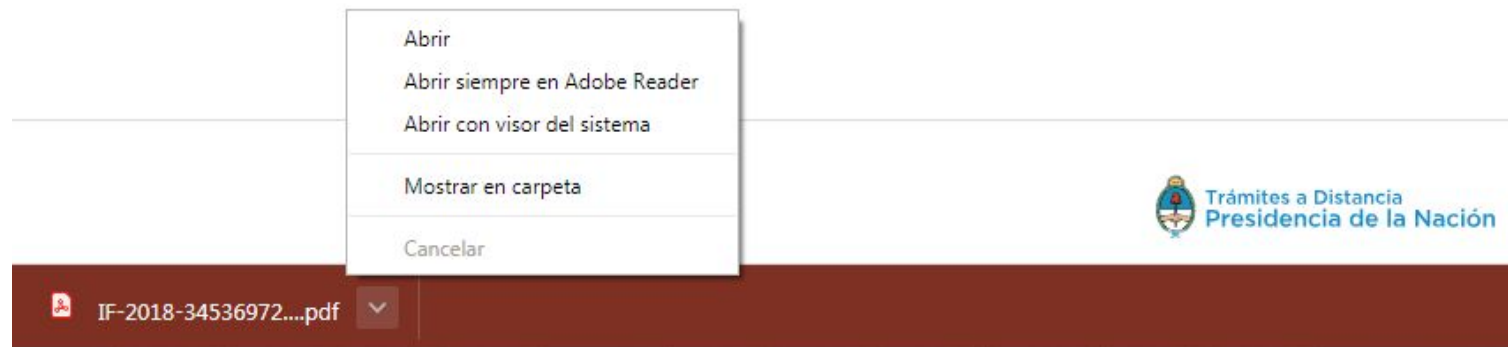 Abrir
Abrir siempre en Adobe Reader
Abrir con visor del sistema
Mostrar en carpeta
Cancelar
Trámites a Distancia
Presidencia de la Nación
IF-2018-34536972....pdf